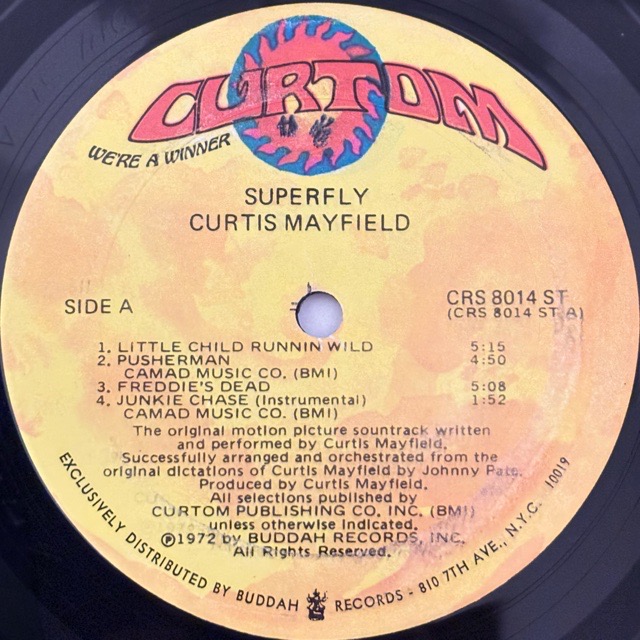 CURTOM
WE'RE A WINNER
SUPERFLY
CURTIS MAYFIELD
SIDE A
CRS 8014 ST
(CRS 8014 ST A)
1. LITTLE CHILD RUNNIN WILD 5:15
2. PUSHERMAN 4:50
CAMAD MUSIC CO. (BMI)
3. FREDDIE'S DEAD 5:08
4. JUNKIE CHASE (Instrumental) 1:52
CAMAD MUSIC CO. (BMI)
The original motion picture sountrack written
and performed by Curtis Mayfield.
Successfully arranged and orchestrated from the
original dictations of Curtis Mayfield by Johnny Pate.
Produced by Curtis Mayfield.
All selections published by
CURTOM PUBLISHING CO. INC. (BMI)
unless otherwise indicated.
℗1972 by BUDDAH RECORDS, INC.
All Rights Reserved.
EXCLUSIVELY DISTRIBUTED BY BUDDAH RECORDS - 810 7TH AVE., N.Y.C. 10019